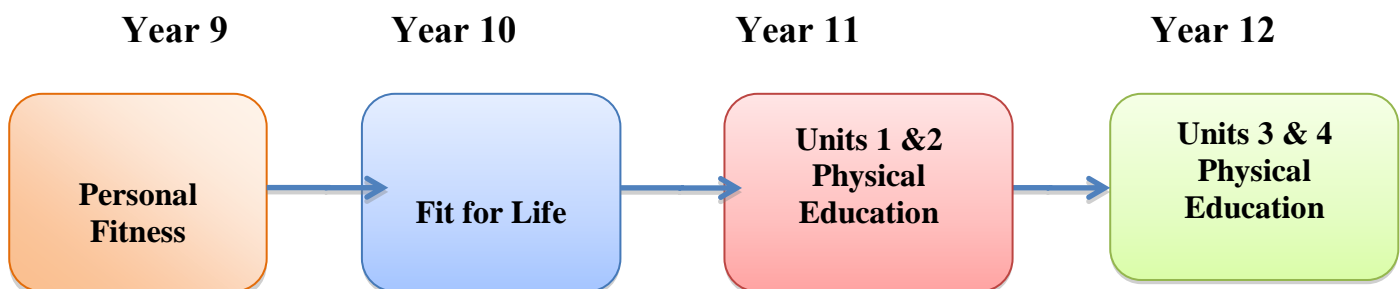 Year 9 Year 10 Year 11 Year 12
Personal
Fitness
Fit for Life
Units 1 &2
Physical
Education
Units 3 & 4
Physical
Education